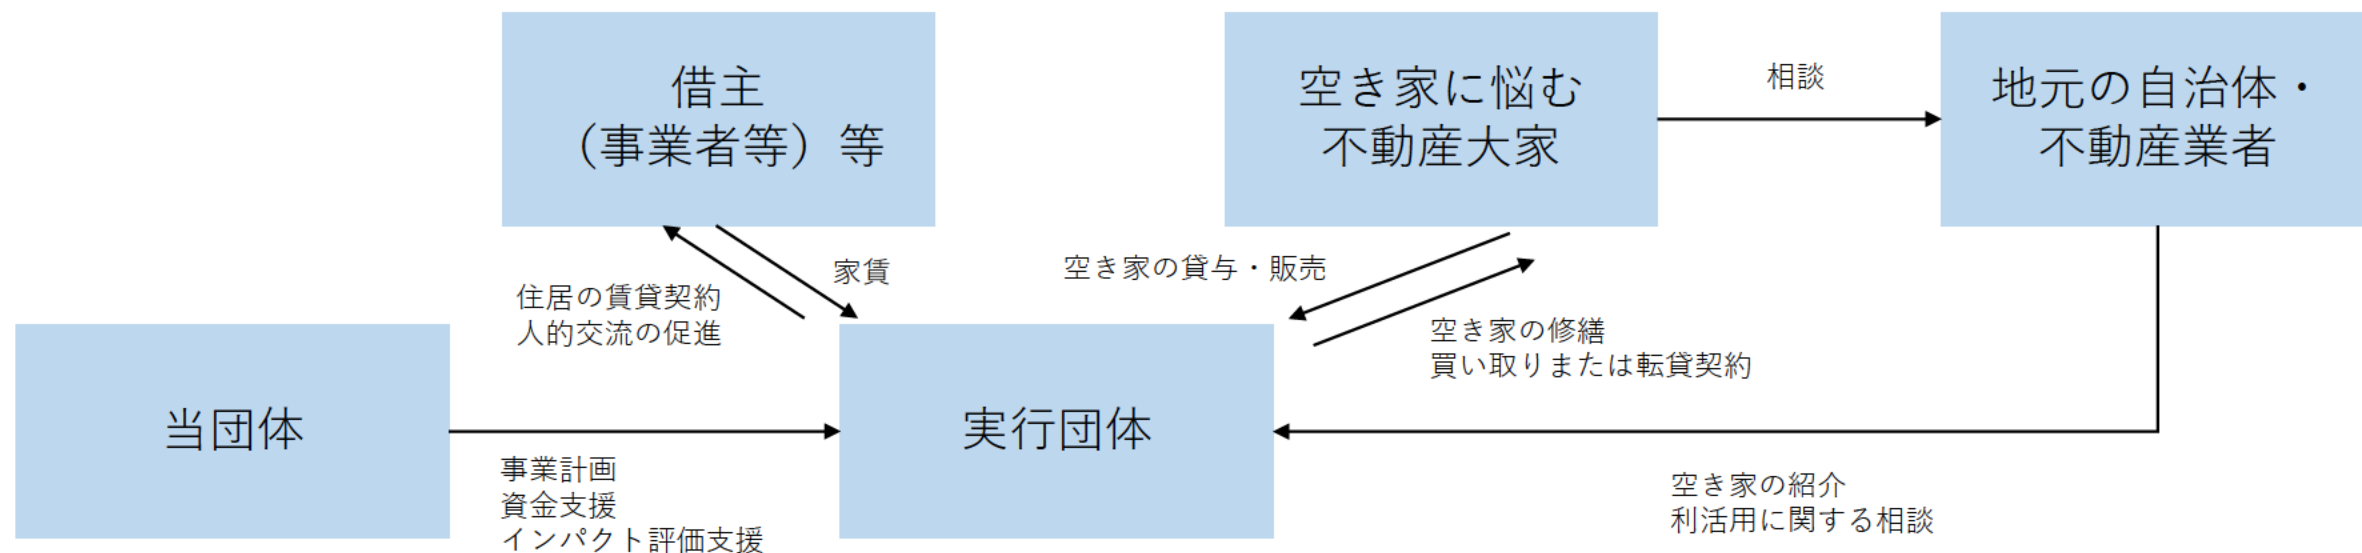 借主
（事業者等）等
空き家に悩む
不動産大家
相談
地元の自治体・
不動産業者
住居の賃貸契約
人的交流の促進
家賃
空き家の貸与・販売
空き家の修繕
買い取りまたは転貸契約
当団体
実行団体
事業計画
資金支援
インパクト評価支援
空き家の紹介
利活用に関する相談